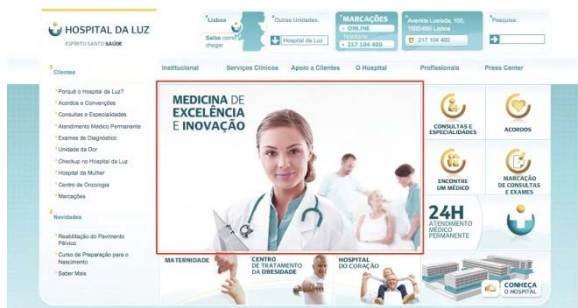 HOSPITAL DA LUZ
ESPÍRITO SANTO SAÚDE
Lisboa
Saiba como chegar
Outras Unidades:
Hospital da Luz
MARCAÇÕES
• ONLINE
Telefone
• 217 104 400
Avenida Lusíada, 100,
1500-650 Lisboa
217 104 400
Pesquisa:
Institucional
Serviços Clínicos
Apoio a Clientes
O Hospital
Profissionais
Press Center
Clientes
Porquê o Hospital da Luz?
Acordos e Convenções
Consultas e Especialidades
Atendimento Médico Permanente
Exames de Diagnóstico
Unidade da Dor
Checkup no Hospital da Luz
Hospital da Mulher
Centro de Oncologia
Marcações
Novidades
Reabilitação do Pavimento
Pélvico
Curso de Preparação para o
Nascimento
Saber Mais
MEDICINA DE
EXCELÊNCIA
E INOVAÇÃO
CONSULTAS E
ESPECIALIDADES
ACORDOS
ENCONTRE
UM MÉDICO
MARCAÇÃO
DE CONSULTAS
E EXAMES
24H
ATENDIMENTO
MÉDICO
PERMANENTE
MATERNIDADE
CENTRO
DE TRATAMENTO
DA OBESIDADE
HOSPITAL
DO CORAÇÃO
CONHEÇA
O HOSPITAL